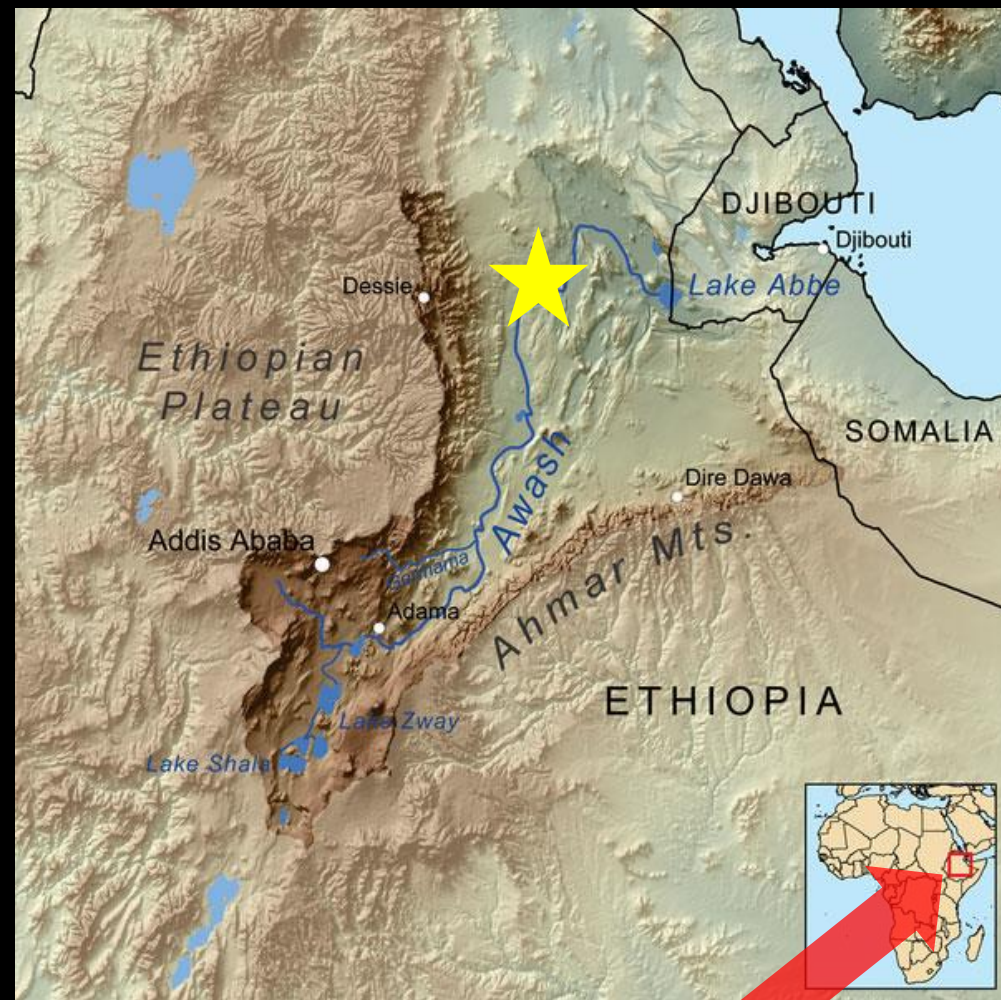 DJIBOUTI
Djibouti
Dessie
Lake Abbe
Ethiopian
Plateau
SOMALIA
Dire Dawa
Awash
Addis Ababa
Germama
Ahmar Mts.
Adama
ETHIOPIA
Lake Zway
Lake Shala